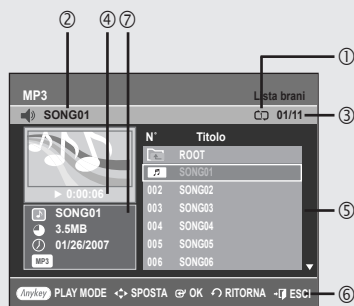 ② ④ ⑦
①
MP3 Lista brani
SONG01 01/11
③
N° Titolo
ROOT
SONG01
002 SONG02
003 SONG03
004 SONG04
005 SONG05
006 SONG06
⑤
0:00:06
SONG01
3.5MB
01/26/2007
MP3
Anykey PLAY MODE SPOSTA OK RITORNA ESCI
⑥